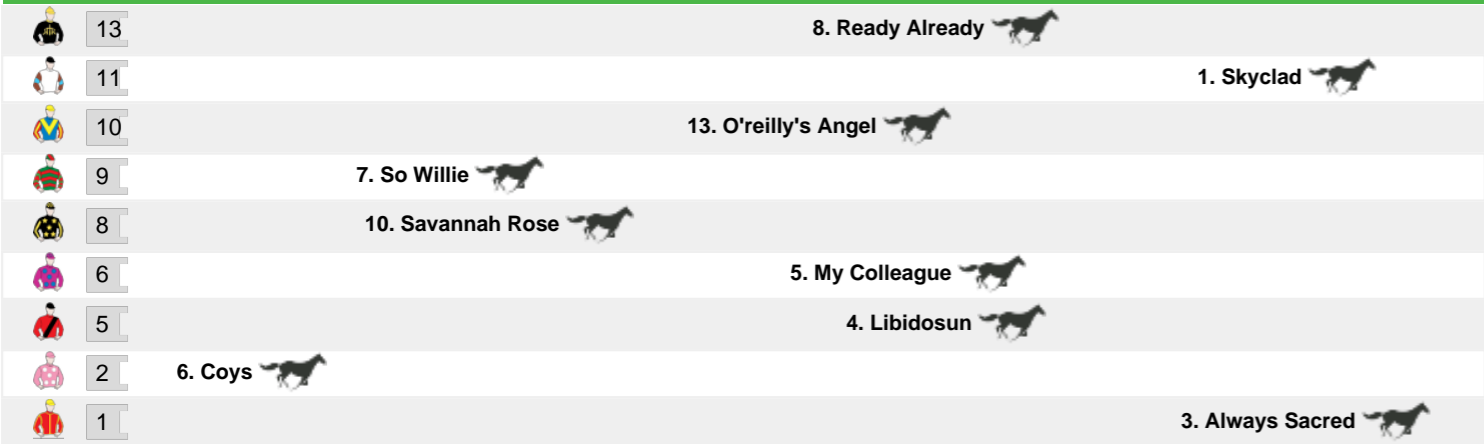 13 8. Ready Already
11 1. Skyclad
10 13. O'reilly's Angel
9 7. So Willie
8 10. Savannah Rose
6 5. My Colleague
5 4. Libidosun
2 6. Coys
1 3. Always Sacred